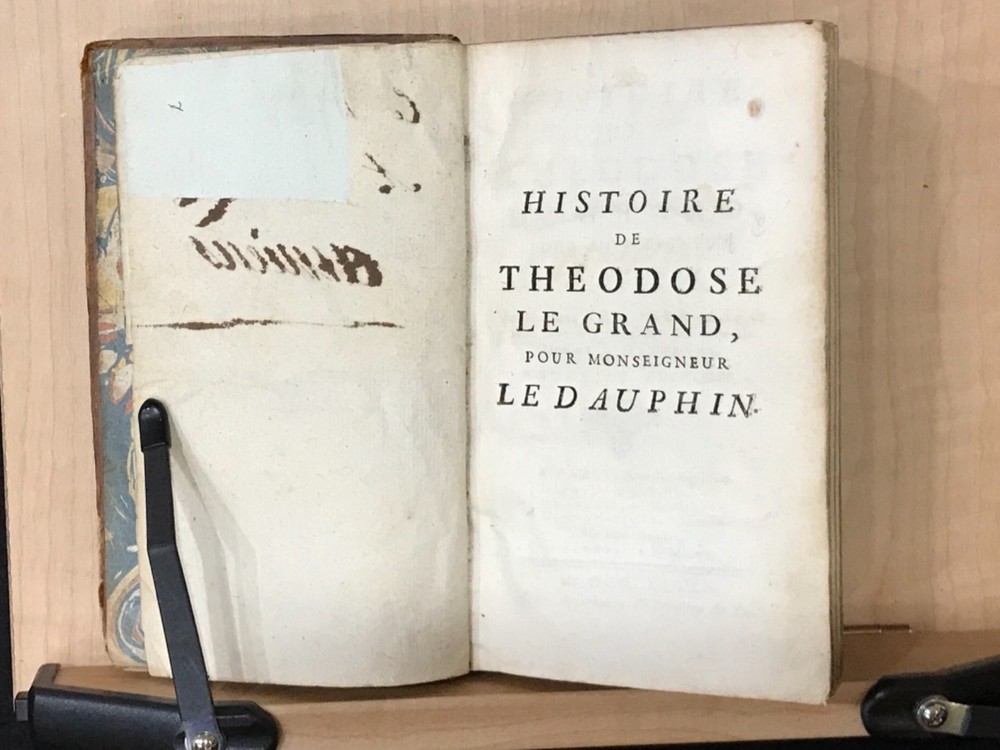 HISTOIRE
DE
THEODOSE
LE GRAND,
POUR MONSEIGNEUR
LE DAUPHIN.